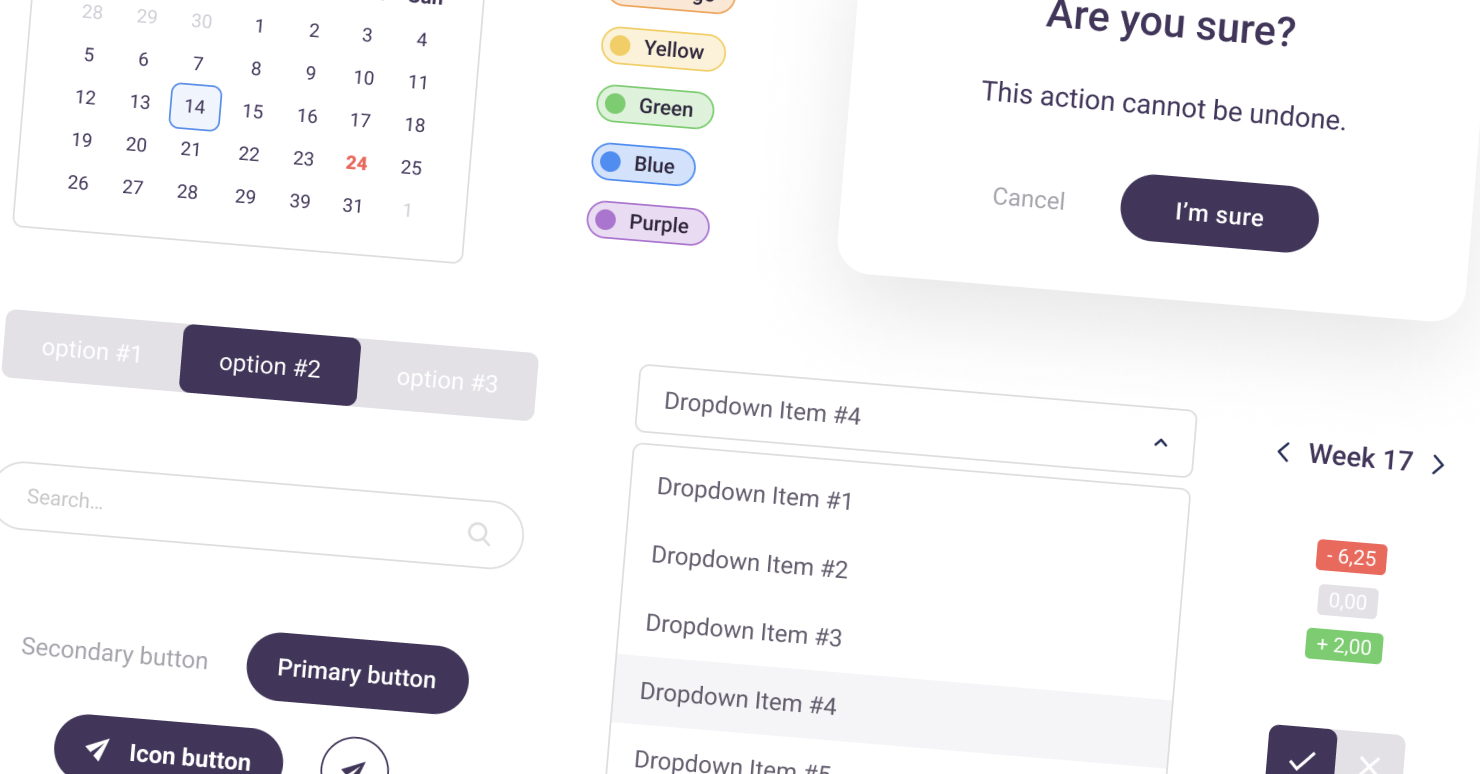 Sun
28 29 30 1 2 3 4
5 6 7 8 9 10 11
12 13 14 15 16 17 18
19 20 21 22 23 24 25
26 27 28 29 39 31 1
Yellow
Green
Blue
Purple
Are you sure?
This action cannot be undone.
Cancel
I'm sure
option #1
option #2
option #3
Search...
Secondary button
Primary button
Icon button
Dropdown Item #4
Dropdown Item #1
Dropdown Item #2
Dropdown Item #3
Dropdown Item #4
Dropdown Item #5
Week 17
- 6,25
0,00
+ 2,00